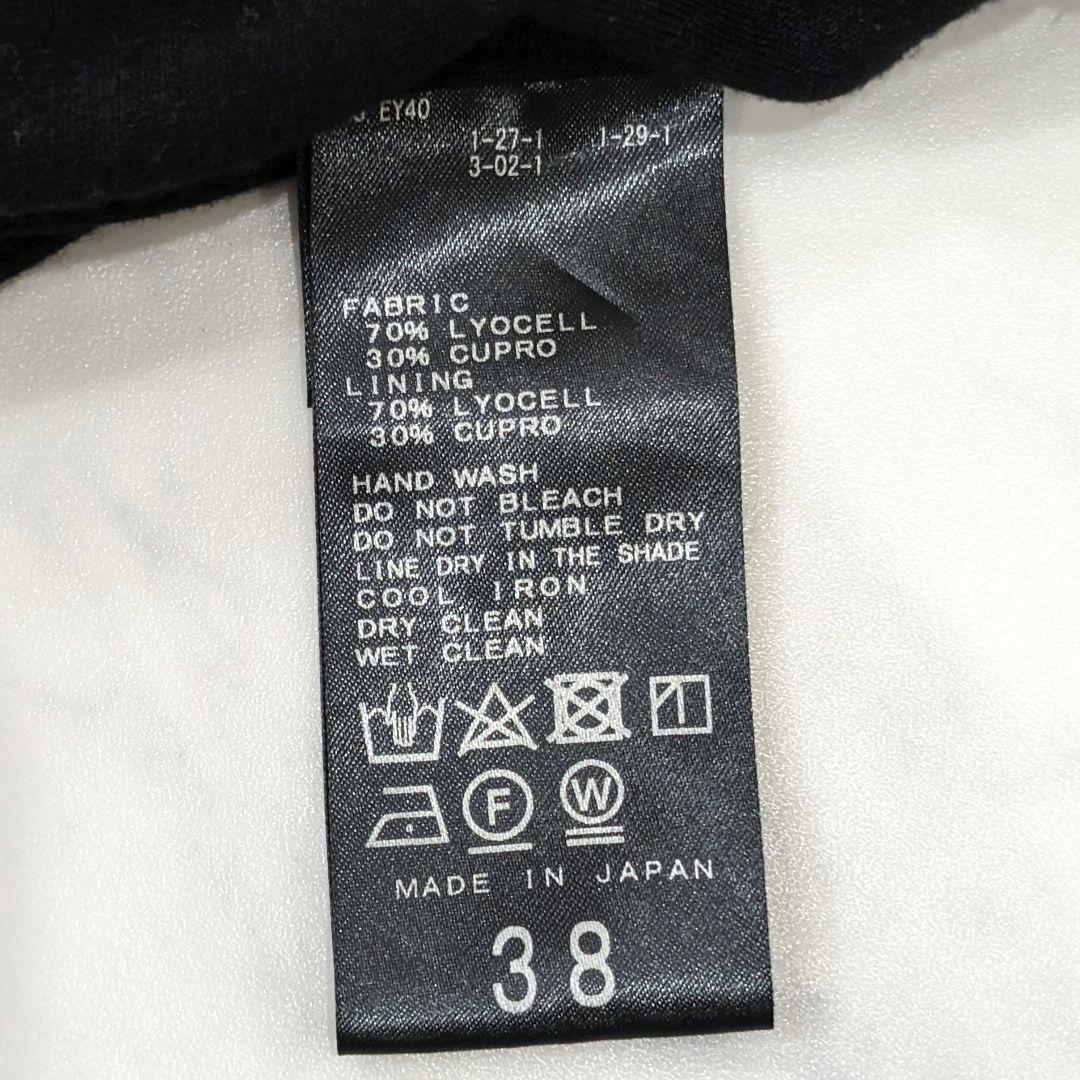 EY40
1-27-1 1-29-1
3-02-1
FABRIC
70% LYOCELL
30% CUPRO
LINING
70% LYOCELL
30% CUPRO
HAND WASH
DO NOT BLEACH
DO NOT TUMBLE DRY
LINE DRY IN THE SHADE
COOL IRON
DRY CLEAN
WET CLEAN
F W
MADE IN JAPAN
38